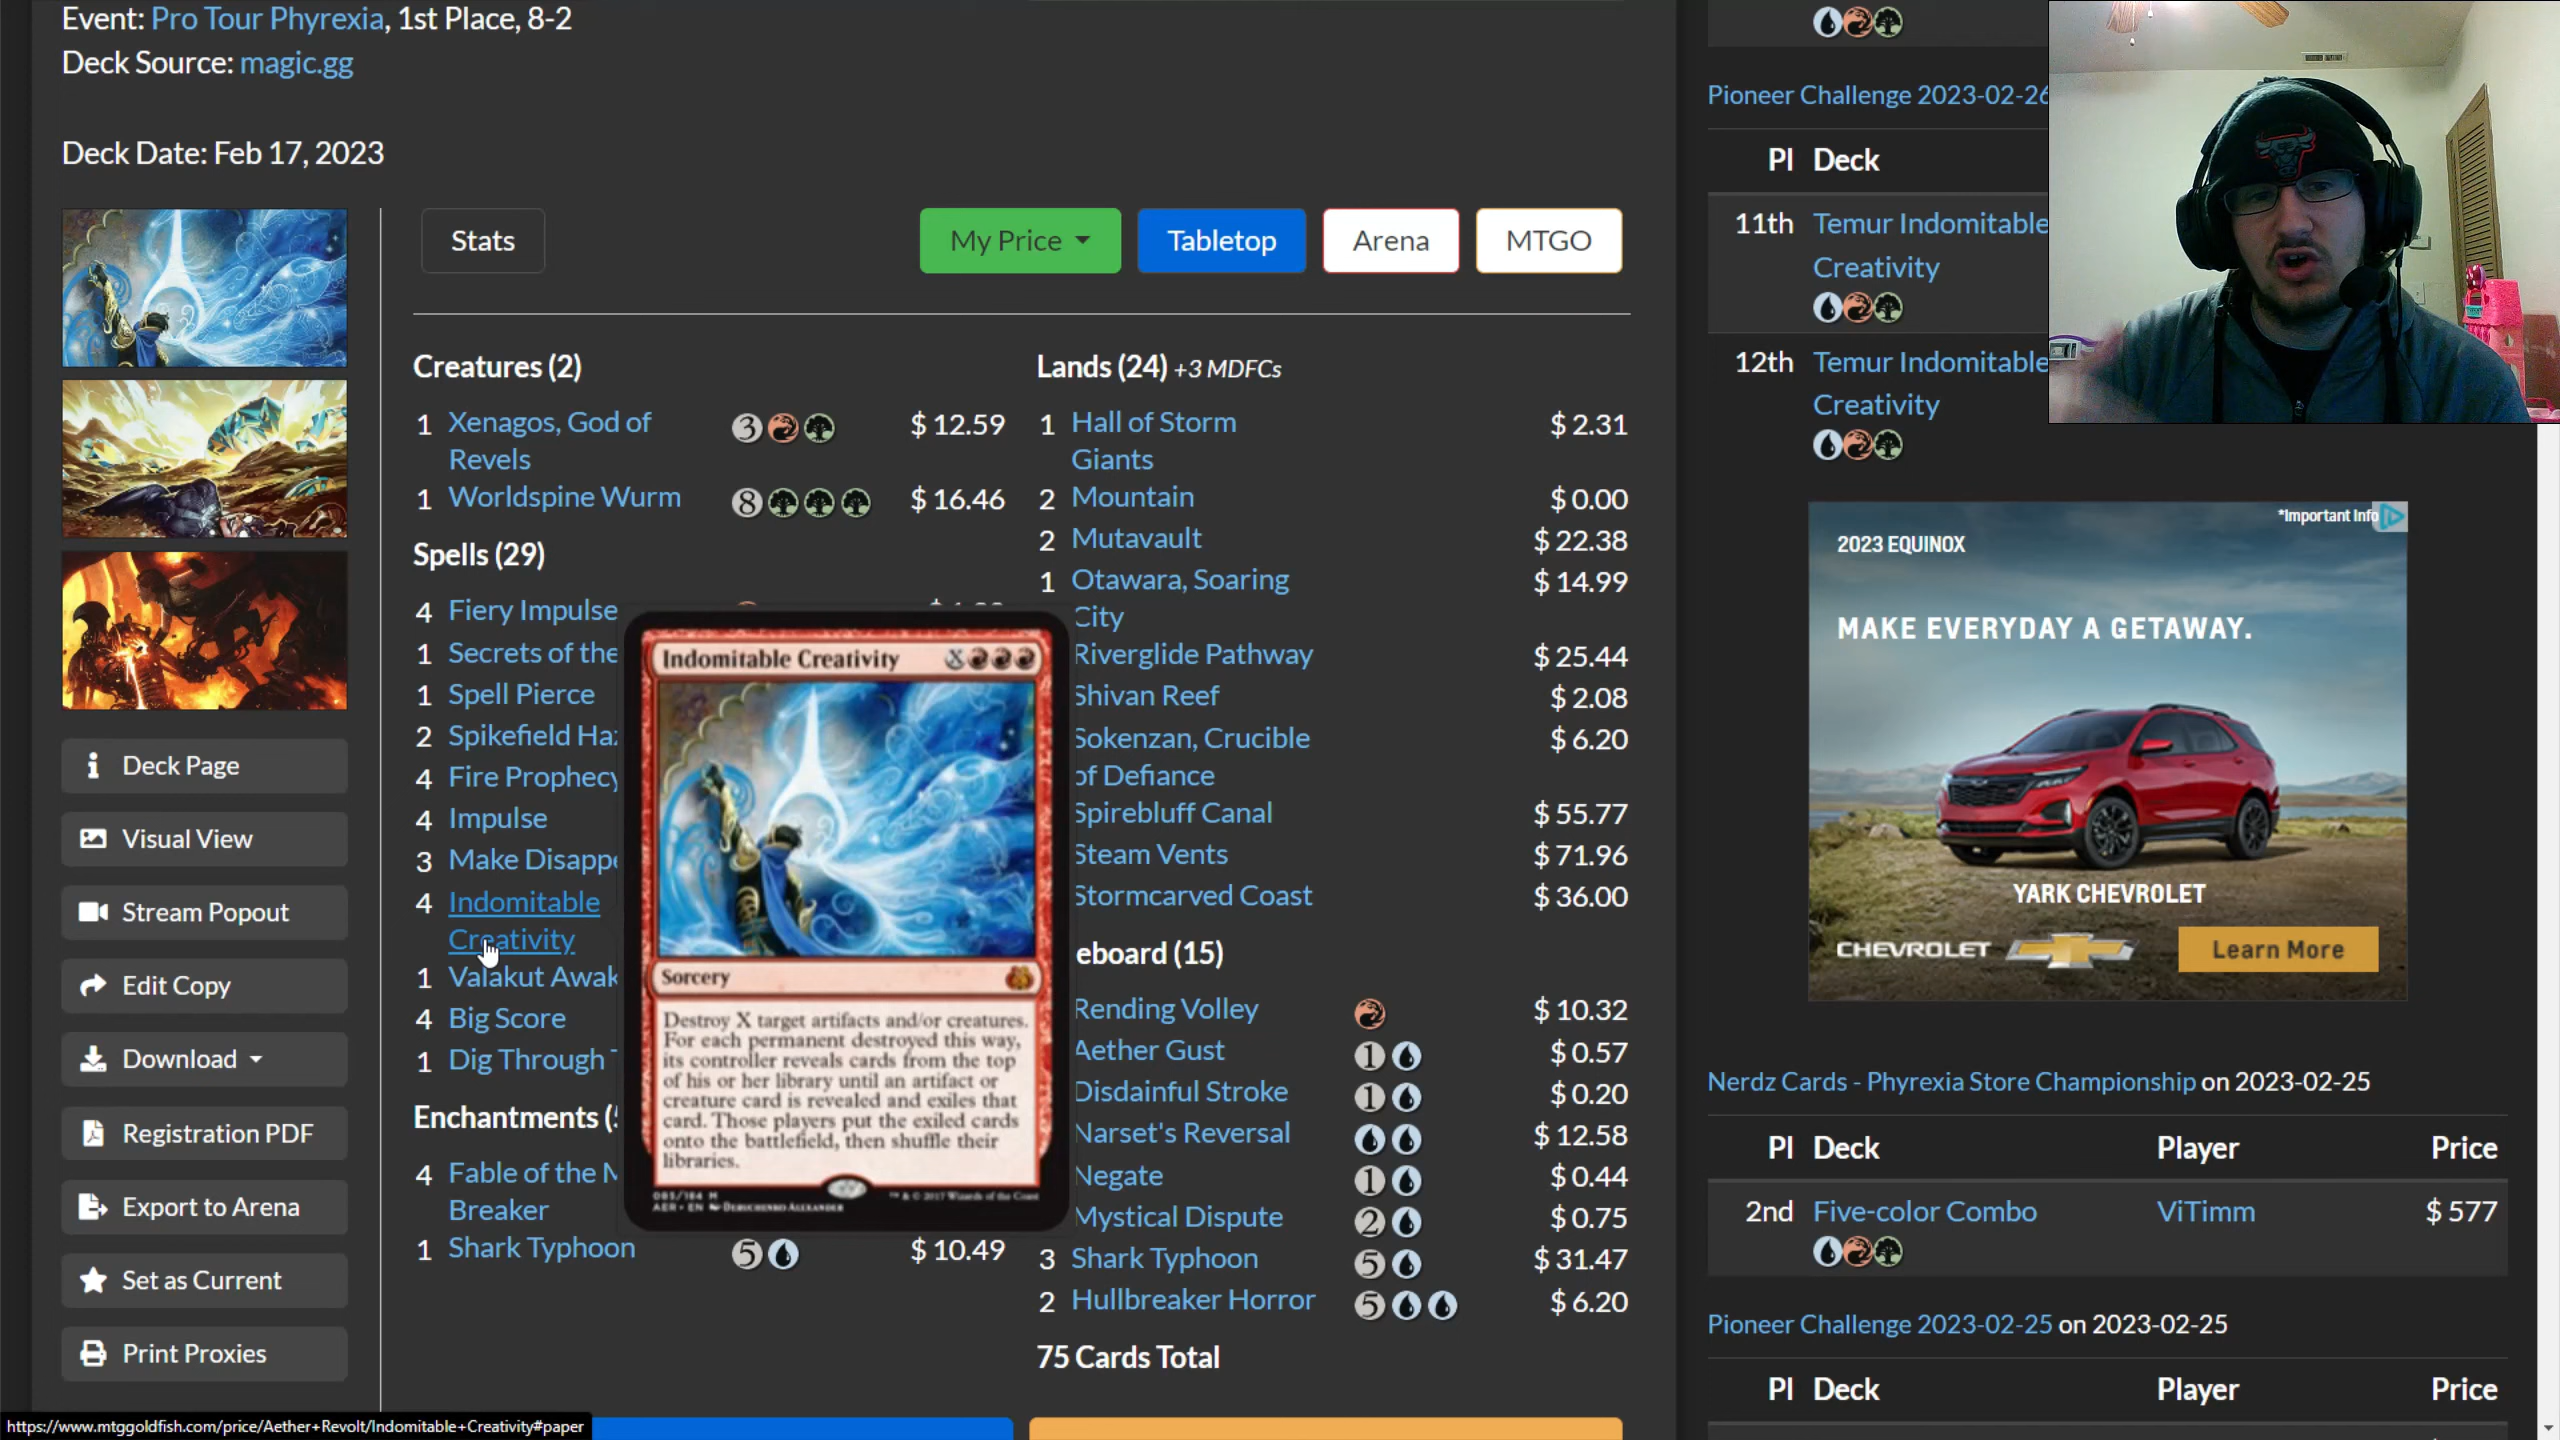 Event: Pro Tour Phyrexia, 1st Place, 8-2
Deck Source: magic.gg
Deck Date: Feb 17, 2023
Stats
My Price
Tabletop
Arena
MTGO
Creatures (2)
1 Xenagos, God of Revels 3 $ 12.59
1 Worldspine Wurm 8 $ 16.46
Spells (29)
4 Fiery Impulse
1 Secrets of the
1 Spell Pierce
2 Spikefield Ha
4 Fire Prophecy
4 Impulse
3 Make Disappe
4 Indomitable
Creativity
1 Valakut Awak
4 Big Score
1 Dig Through T
Enchantments (
4 Fable of the M
Breaker
1 Shark Typhoon 5 $ 10.49
Indomitable Creativity X
Sorcery
Destroy X target artifacts and/or creatures.
For each permanent destroyed this way,
its controller reveals cards from the top
of his or her library until an artifact or
creature card is revealed and exiles that
card. Those players put the exiled cards
onto the battlefield, then shuffle their
libraries.
Lands (24) +3 MDFCs
1 Hall of Storm Giants $ 2.31
2 Mountain $ 0.00
2 Mutavault $ 22.38
1 Otawara, Soaring City $ 14.99
Riverglide Pathway $ 25.44
Shivan Reef $ 2.08
Sokenzan, Crucible of Defiance $ 6.20
Spirebluff Canal $ 55.77
Steam Vents $ 71.96
Stormcarved Coast $ 36.00
eboard (15)
Rending Volley $ 10.32
Aether Gust 1 $ 0.57
Disdainful Stroke 1 $ 0.20
Narset's Reversal $ 12.58
Negate 1 $ 0.44
Mystical Dispute 2 $ 0.75
3 Shark Typhoon 5 $ 31.47
2 Hullbreaker Horror 5 $ 6.20
75 Cards Total
Deck Page
Visual View
Stream Popout
Edit Copy
Download
Registration PDF
Export to Arena
Set as Current
Print Proxies
https://www.mtggoldfish.com/price/Aether+Revolt/Indomitable+Creativity#paper
Pioneer Challenge 2023-02-26
Pl Deck
11th Temur Indomitable
Creativity
12th Temur Indomitable
Creativity
*Important Info
2023 EQUINOX
MAKE EVERYDAY A GETAWAY.
YARK CHEVROLET
CHEVROLET
Learn More
Nerdz Cards - Phyrexia Store Championship on 2023-02-25
Pl Deck Player Price
2nd Five-color Combo ViTimm $ 577
Pioneer Challenge 2023-02-25 on 2023-02-25
Pl Deck Player Price